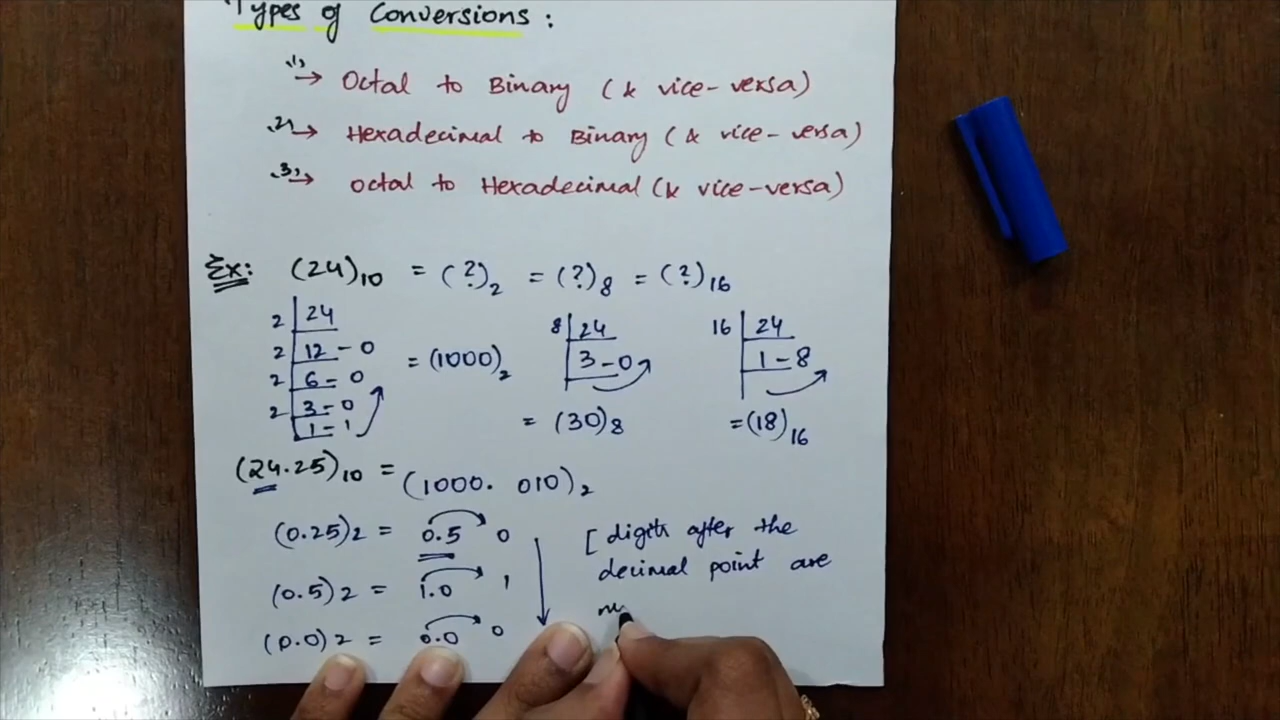 Types of Conversions :
.1, → Octal to Binary ( & vice-versa)
.2, → Hexadecimal to Binary ( & vice-versa)
.3, → octal to Hexadecimal (& vice-versa)
Ex: (24)10 = (?)2 = (?)8 = (?)16
2 | 24
2 | 12 - 0
2 | 6 - 0
2 | 3 - 0
1 - 1
= (1000)2
8 | 24
3 - 0
= (30)8
16 | 24
1 - 8
= (18)16
(24.25)10 = (1000. 010)2
(0.25)2 = 0.5 0
(0.5)2 = 1.0 1
(0.0)2 = 0.0 0
[ digits after the
decimal point are